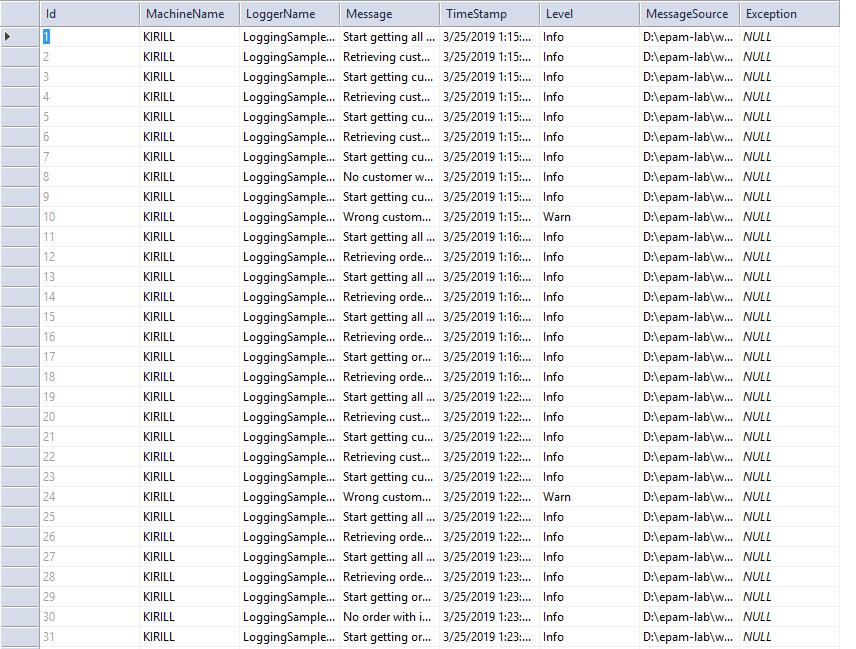 Id MachineName LoggerName Message TimeStamp Level MessageSource Exception
1 KIRILL LoggingSample... Start getting all ... 3/25/2019 1:15:... Info D:\epam-lab\w... NULL
2 KIRILL LoggingSample... Retrieving cust... 3/25/2019 1:15:... Info D:\epam-lab\w... NULL
3 KIRILL LoggingSample... Start getting cu... 3/25/2019 1:15:... Info D:\epam-lab\w... NULL
4 KIRILL LoggingSample... Retrieving cust... 3/25/2019 1:15:... Info D:\epam-lab\w... NULL
5 KIRILL LoggingSample... Start getting cu... 3/25/2019 1:15:... Info D:\epam-lab\w... NULL
6 KIRILL LoggingSample... Retrieving cust... 3/25/2019 1:15:... Info D:\epam-lab\w... NULL
7 KIRILL LoggingSample... Start getting cu... 3/25/2019 1:15:... Info D:\epam-lab\w... NULL
8 KIRILL LoggingSample... No customer w... 3/25/2019 1:15:... Info D:\epam-lab\w... NULL
9 KIRILL LoggingSample... Start getting cu... 3/25/2019 1:15:... Info D:\epam-lab\w... NULL
10 KIRILL LoggingSample... Wrong custom... 3/25/2019 1:15:... Warn D:\epam-lab\w... NULL
11 KIRILL LoggingSample... Start getting all ... 3/25/2019 1:16:... Info D:\epam-lab\w... NULL
12 KIRILL LoggingSample... Retrieving orde... 3/25/2019 1:16:... Info D:\epam-lab\w... NULL
13 KIRILL LoggingSample... Start getting all ... 3/25/2019 1:16:... Info D:\epam-lab\w... NULL
14 KIRILL LoggingSample... Retrieving orde... 3/25/2019 1:16:... Info D:\epam-lab\w... NULL
15 KIRILL LoggingSample... Start getting all ... 3/25/2019 1:16:... Info D:\epam-lab\w... NULL
16 KIRILL LoggingSample... Retrieving orde... 3/25/2019 1:16:... Info D:\epam-lab\w... NULL
17 KIRILL LoggingSample... Start getting or... 3/25/2019 1:16:... Info D:\epam-lab\w... NULL
18 KIRILL LoggingSample... Retrieving orde... 3/25/2019 1:16:... Info D:\epam-lab\w... NULL
19 KIRILL LoggingSample... Start getting all ... 3/25/2019 1:22:... Info D:\epam-lab\w... NULL
20 KIRILL LoggingSample... Retrieving cust... 3/25/2019 1:22:... Info D:\epam-lab\w... NULL
21 KIRILL LoggingSample... Start getting cu... 3/25/2019 1:22:... Info D:\epam-lab\w... NULL
22 KIRILL LoggingSample... Retrieving cust... 3/25/2019 1:22:... Info D:\epam-lab\w... NULL
23 KIRILL LoggingSample... Start getting cu... 3/25/2019 1:22:... Info D:\epam-lab\w... NULL
24 KIRILL LoggingSample... Wrong custom... 3/25/2019 1:22:... Warn D:\epam-lab\w... NULL
25 KIRILL LoggingSample... Start getting all ... 3/25/2019 1:22:... Info D:\epam-lab\w... NULL
26 KIRILL LoggingSample... Retrieving orde... 3/25/2019 1:22:... Info D:\epam-lab\w... NULL
27 KIRILL LoggingSample... Start getting all ... 3/25/2019 1:23:... Info D:\epam-lab\w... NULL
28 KIRILL LoggingSample... Retrieving orde... 3/25/2019 1:23:... Info D:\epam-lab\w... NULL
29 KIRILL LoggingSample... Start getting or... 3/25/2019 1:23:... Info D:\epam-lab\w... NULL
30 KIRILL LoggingSample... No order with i... 3/25/2019 1:23:... Info D:\epam-lab\w... NULL
31 KIRILL LoggingSample... Start getting or... 3/25/2019 1:23:... Info D:\epam-lab\w... NULL